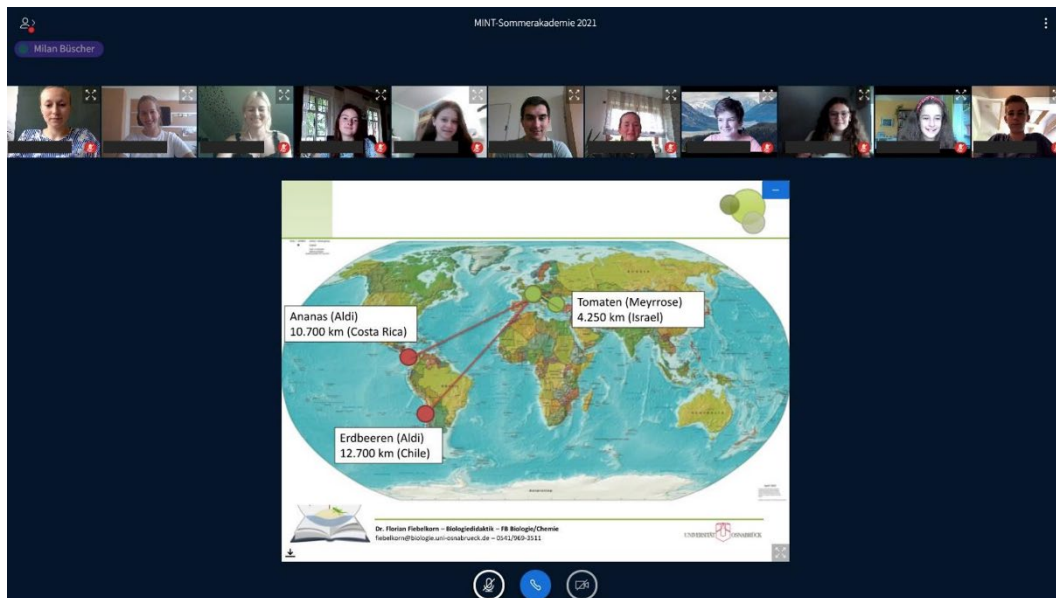 MINT-Sommerakademie 2021
Milan Büscher
Tomaten (Meyrrose)
4.250 km (Israel)
Ananas (Aldi)
10.700 km (Costa Rica)
Erdbeeren (Aldi)
12.700 km (Chile)
Dr. Florian Fiebelkorn – Biologiedidaktik – FB Biologie/Chemie
fiebelkorn@biologie.uni-osnabrueck.de – 0541/969-3511
UNIVERSITÄT OSNABRÜCK